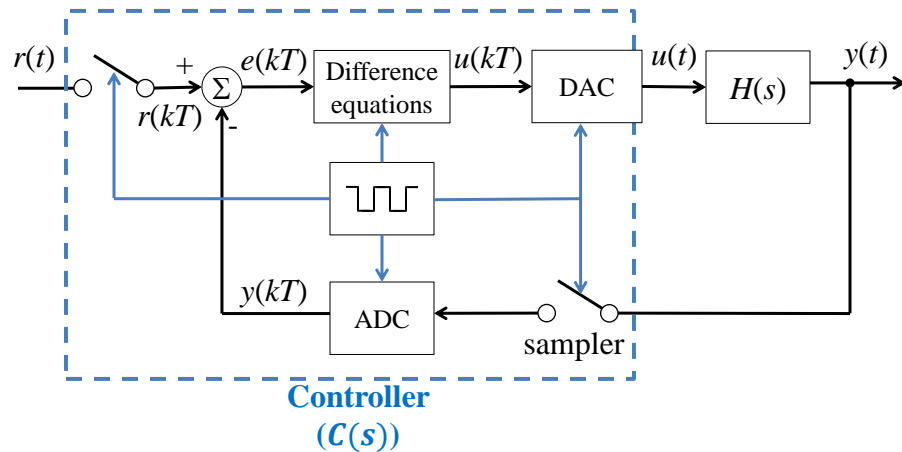 r(t)
+
r(kT)
Σ
-
e(kT)
Difference
equations
u(kT)
DAC
u(t)
H(s)
y(t)
y(kT)
ADC
sampler
Controller
(C(s))